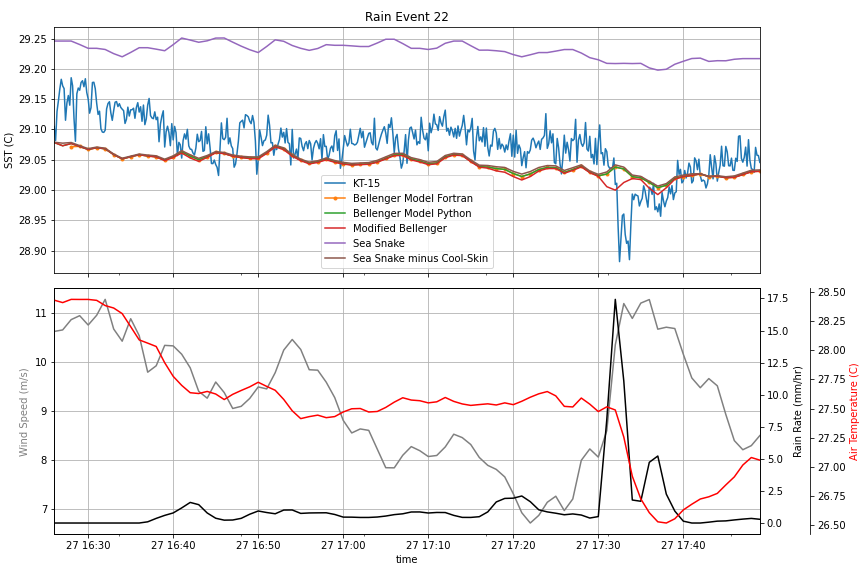 Rain Event 22
SST (C)
29.25
29.20
29.15
29.10
29.05
29.00
28.95
28.90
KT-15
Bellenger Model Fortran
Bellenger Model Python
Modified Bellenger
Sea Snake
Sea Snake minus Cool-Skin
Wind Speed (m/s)
11
10
9
8
7
17.5
15.0
12.5
10.0
7.5
5.0
2.5
0.0
Rain Rate (mm/hr)
28.50
28.25
28.00
27.75
27.50
27.25
27.00
26.75
26.50
Air Temperature (C)
27 16:30 27 16:40 27 16:50 27 17:00 27 17:10 27 17:20 27 17:30 27 17:40
time